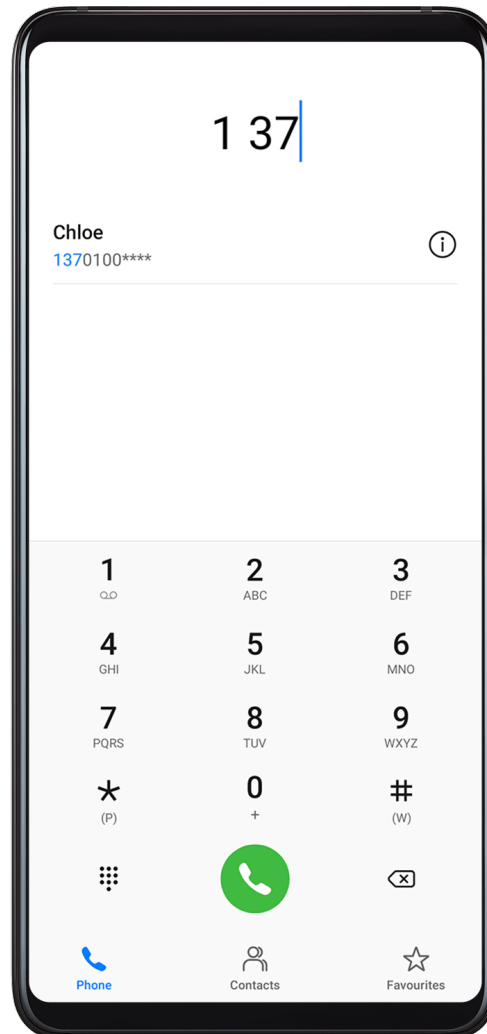 1 37
Chloe
1370100****
1 2 3
ABC DEF
4 5 6
GHI JKL MNO
7 8 9
PQRS TUV WXYZ
* 0 #
(P) + (W)
Phone Contacts Favourites